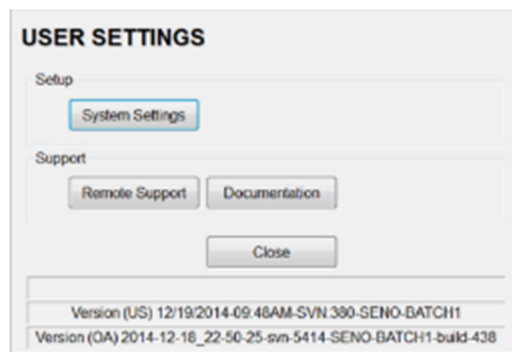 USER SETTINGS
Setup
System Settings
Support
Remote Support Documentation
Close
Version (US) 12/19/2014-09:48AM-SVN:380-SENO-BATCH1
Version (OA) 2014-12-18_22-50-25-svn-5414-SENO-BATCH1-build-438